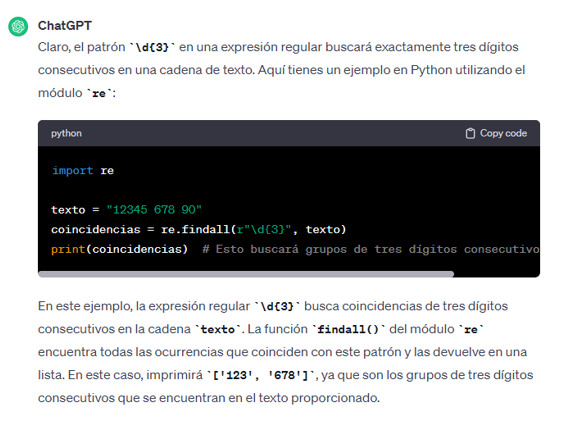 ChatGPT
Claro, el patrón `\d{3}` en una expresión regular buscará exactamente tres dígitos
consecutivos en una cadena de texto. Aquí tienes un ejemplo en Python utilizando el
módulo `re`:
python Copy code
import re
texto = "12345 678 90"
coincidencias = re.findall(r"\d{3}", texto)
print(coincidencias)  # Esto buscará grupos de tres dígitos consecutivo
En este ejemplo, la expresión regular `\d{3}` busca coincidencias de tres dígitos
consecutivos en la cadena `texto`. La función `findall()` del módulo `re`
encuentra todas las ocurrencias que coinciden con este patrón y las devuelve en una
lista. En este caso, imprimirá `['123', '678']`, ya que son los grupos de tres dígitos
consecutivos que se encuentran en el texto proporcionado.